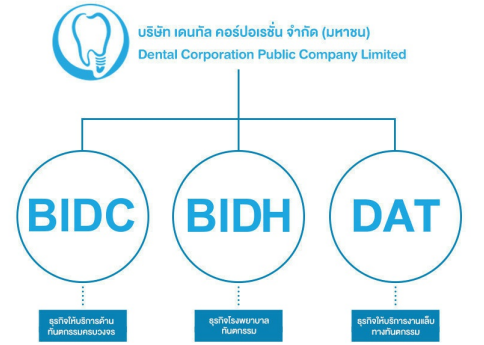 บริษัท เดนทัล คอร์ปอเรชั่น จำกัด (มหาชน)
Dental Corporation Public Company Limited
BIDC
BIDH
DAT
ธุรกิจให้บริการด้าน
ทันตกรรมครบวงจร
ธุรกิจโรงพยาบาล
ทันตกรรม
ธุรกิจให้บริการงานแล็บ
ทางทันตกรรม